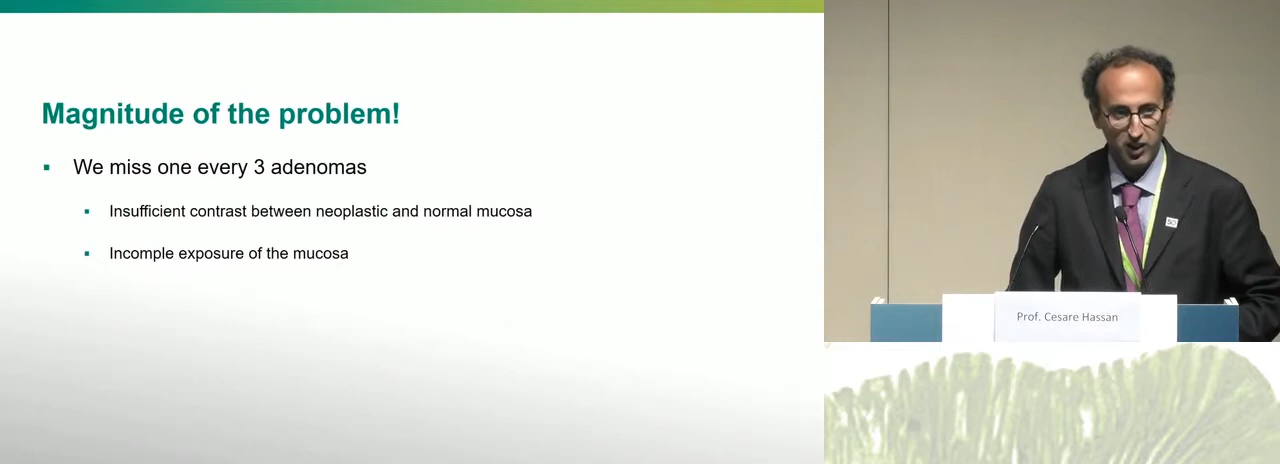 Magnitude of the problem!
We miss one every 3 adenomas
Insufficient contrast between neoplastic and normal mucosa
Incomple exposure of the mucosa
Prof. Cesare Hassan